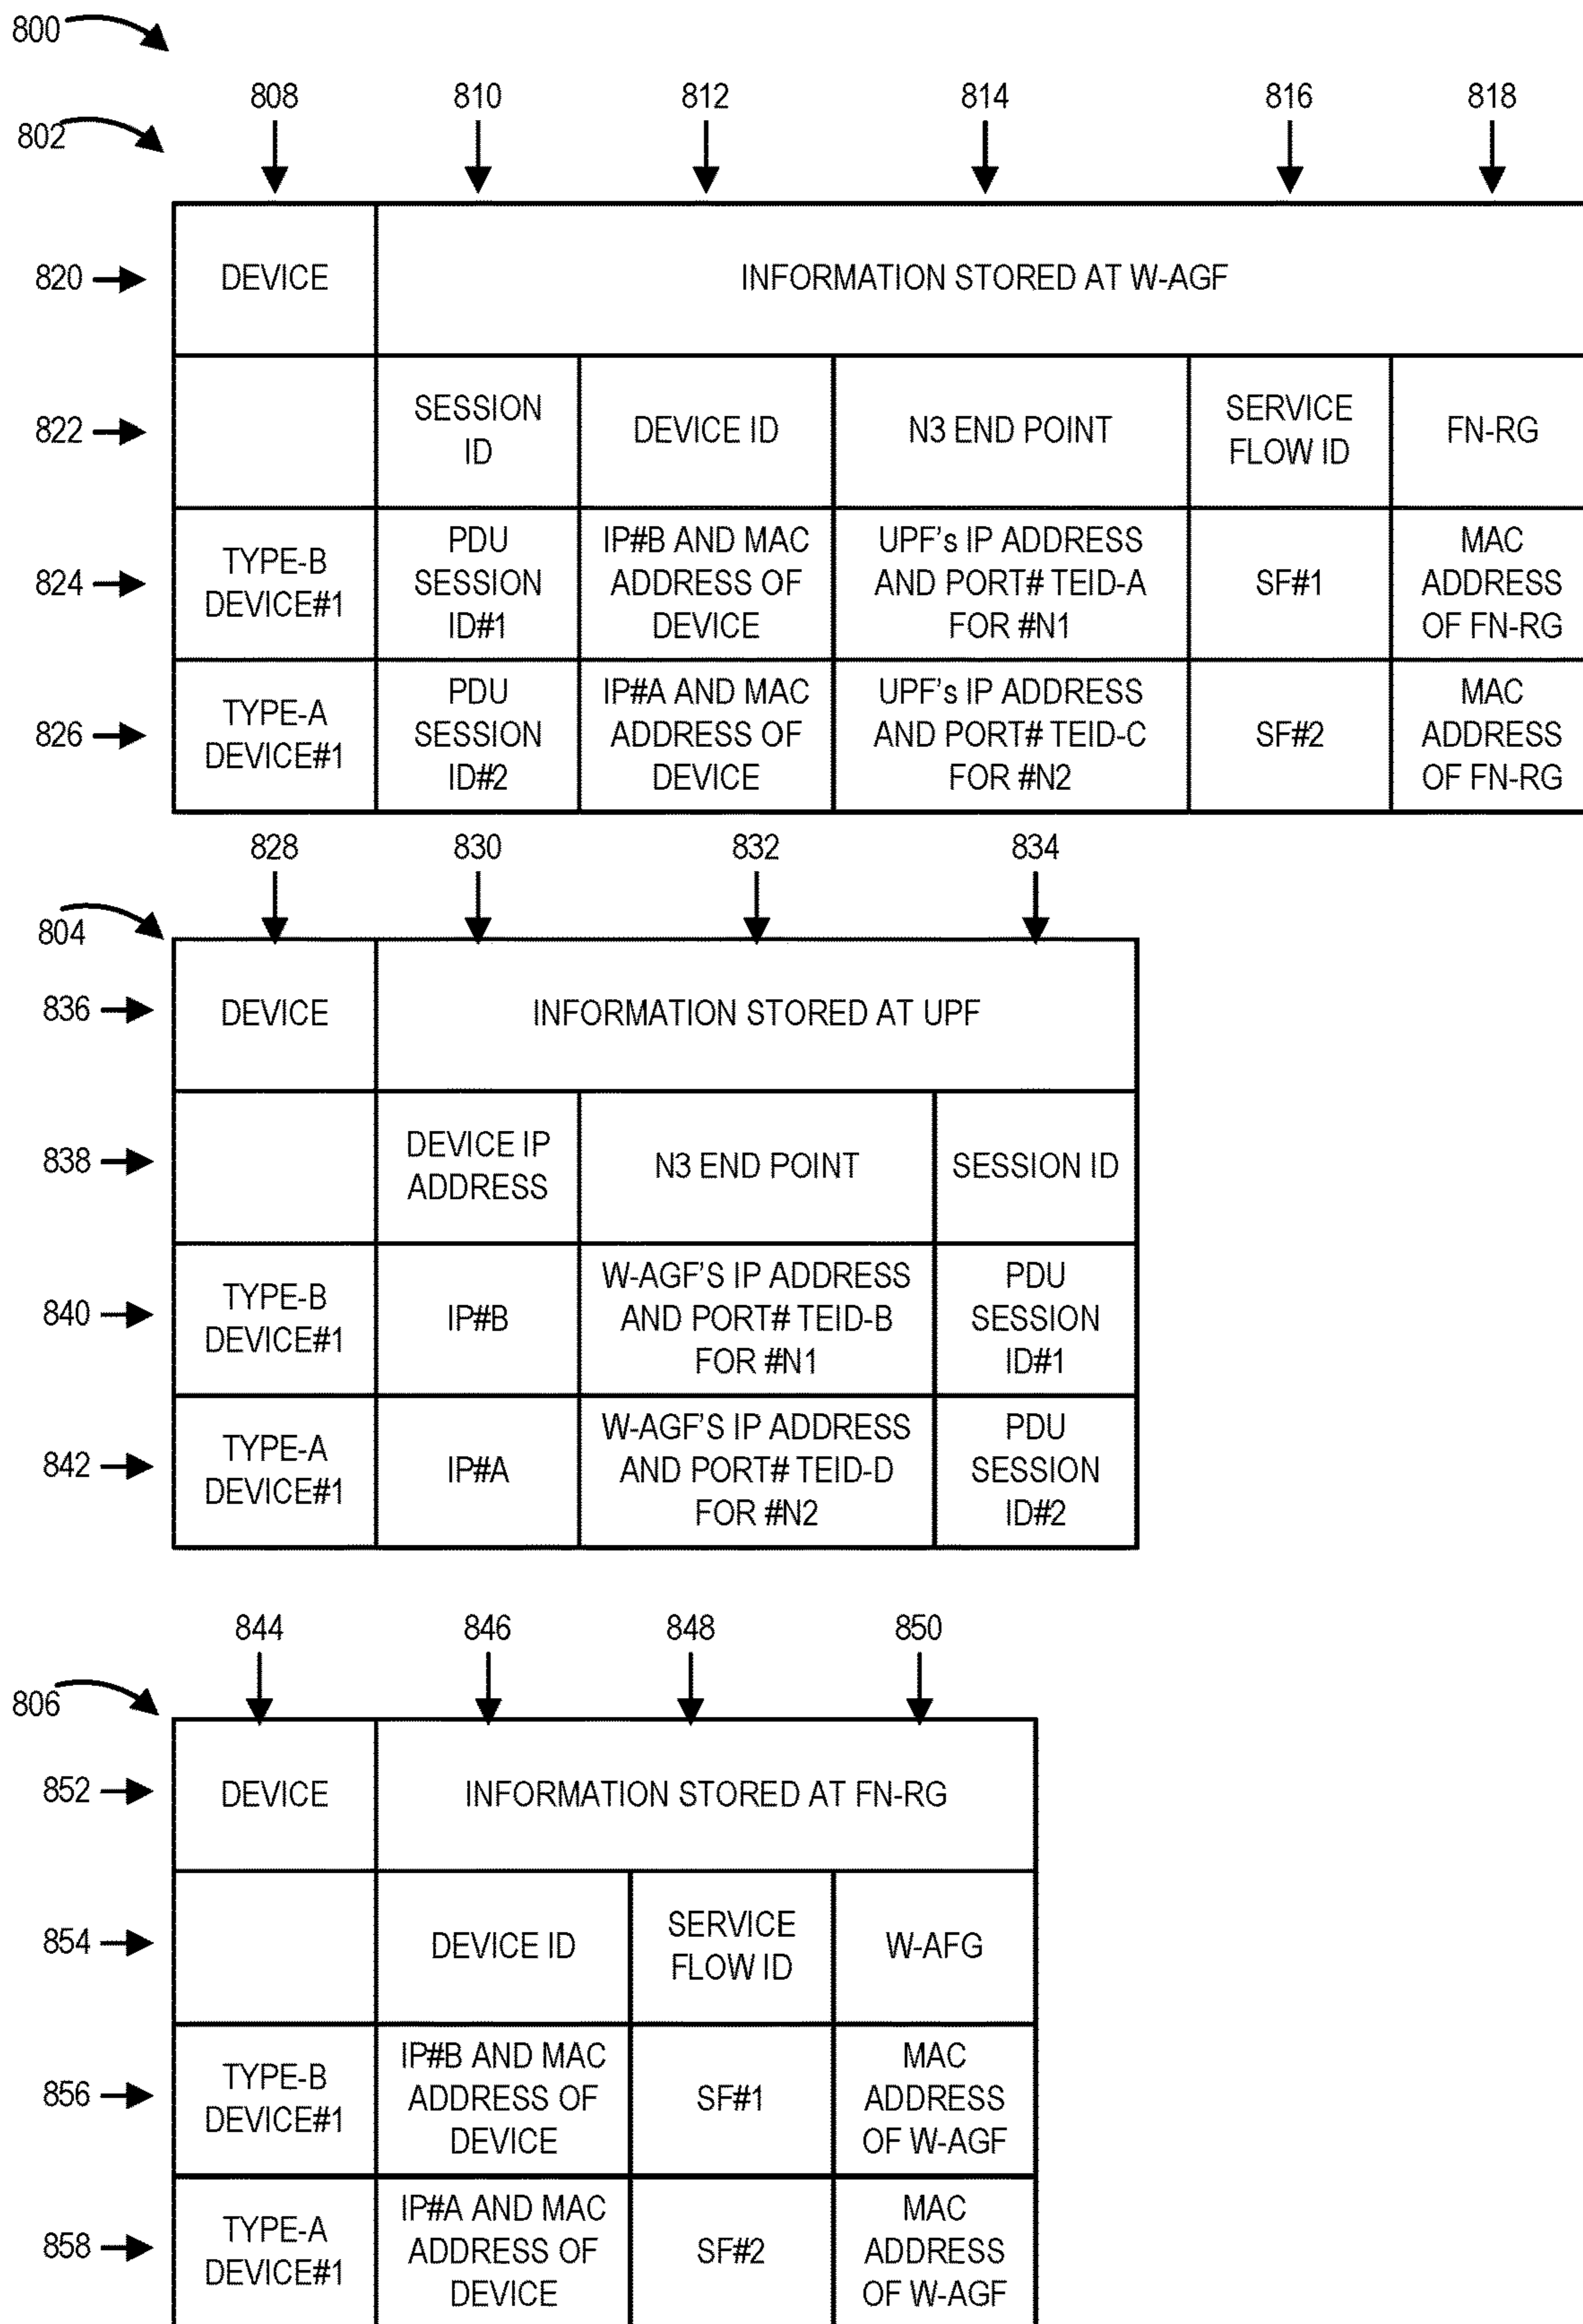 800
802
808 810 812 814 816 818
820 DEVICE INFORMATION STORED AT W-AGF
822
SESSION
ID
DEVICE ID
N3 END POINT
SERVICE
FLOW ID
FN-RG
824
TYPE-B
DEVICE#1
PDU
SESSION
ID#1
IP#B AND MAC
ADDRESS OF
DEVICE
UPF's IP ADDRESS
AND PORT# TEID-A
FOR #N1
SF#1
MAC
ADDRESS
OF FN-RG
826
TYPE-A
DEVICE#1
PDU
SESSION
ID#2
IP#A AND MAC
ADDRESS OF
DEVICE
UPF's IP ADDRESS
AND PORT# TEID-C
FOR #N2
SF#2
MAC
ADDRESS
OF FN-RG
828 830 832 834
804
836 DEVICE INFORMATION STORED AT UPF
838
DEVICE IP
ADDRESS
N3 END POINT
SESSION ID
840
TYPE-B
DEVICE#1
IP#B
W-AGF'S IP ADDRESS
AND PORT# TEID-B
FOR #N1
PDU
SESSION
ID#1
842
TYPE-A
DEVICE#1
IP#A
W-AGF'S IP ADDRESS
AND PORT# TEID-D
FOR #N2
PDU
SESSION
ID#2
844 846 848 850
806
852 DEVICE INFORMATION STORED AT FN-RG
854
DEVICE ID
SERVICE
FLOW ID
W-AFG
856
TYPE-B
DEVICE#1
IP#B AND MAC
ADDRESS OF
DEVICE
SF#1
MAC
ADDRESS
OF W-AGF
858
TYPE-A
DEVICE#1
IP#A AND MAC
ADDRESS OF
DEVICE
SF#2
MAC
ADDRESS
OF W-AGF